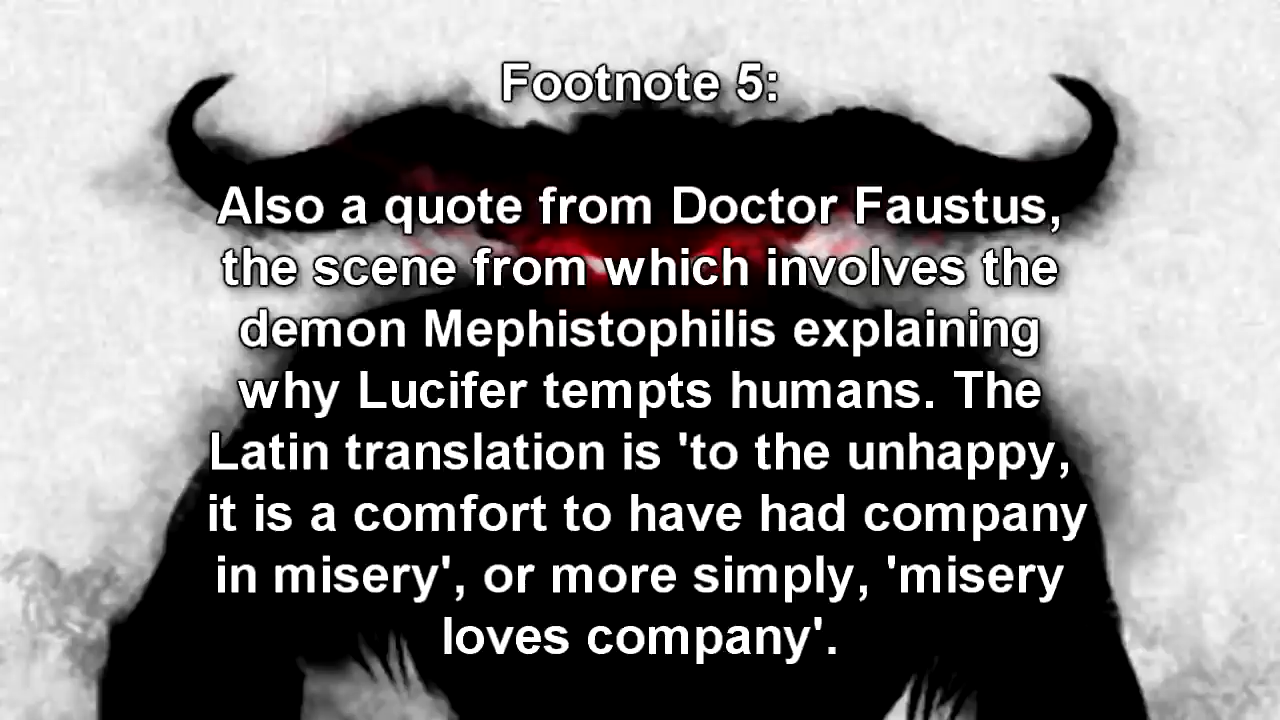 Footnote 5:
Also a quote from Doctor Faustus,
the scene from which involves the
demon Mephistophilis explaining
why Lucifer tempts humans. The
Latin translation is 'to the unhappy,
it is a comfort to have had company
in misery', or more simply, 'misery
loves company'.